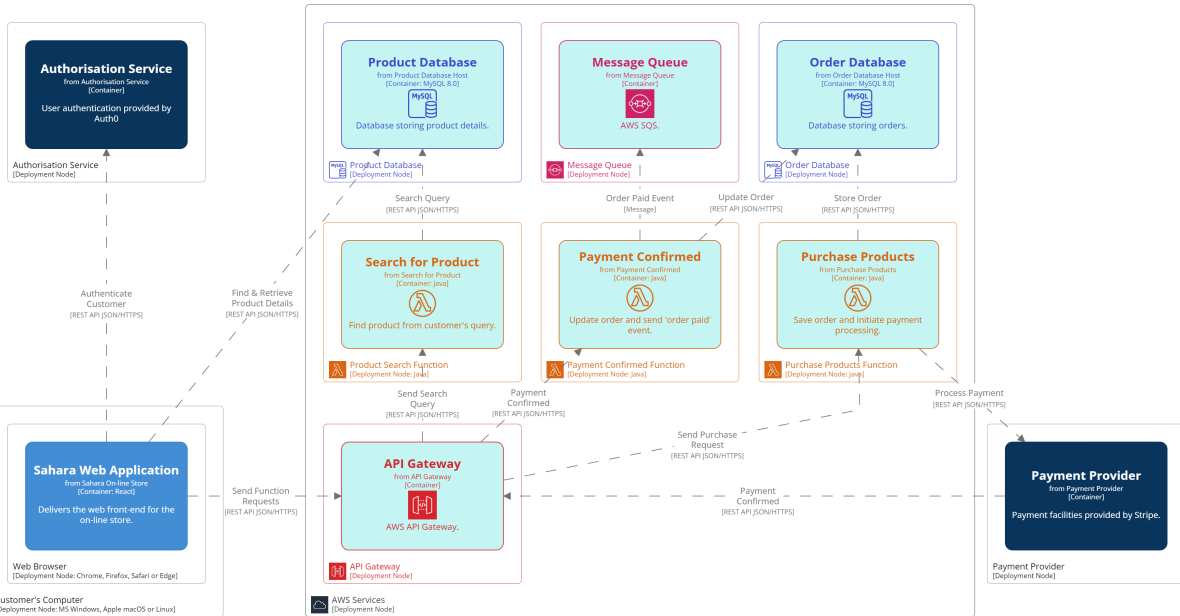 Authorisation Service
from Authorisation Service
[Container]
User authentication provided by
Auth0
Authorisation Service
[Deployment Node]
Product Database
from Product Database Host
[Container: MySQL 8.0]
MySQL
Database storing product details.
MySQL
Product Database
[Deployment Node]
Message Queue
from Message Queue
[Container]
AWS SQS.
Message Queue
[Deployment Node]
Order Database
from Order Database Host
[Container: MySQL 8.0]
MySQL
Database storing orders.
MySQL
Order Database
[Deployment Node]
Search Query
[REST API JSON/HTTPS]
Order Paid Event
[Message]
Update Order
[REST API JSON/HTTPS]
Store Order
[REST API JSON/HTTPS]
Authenticate
Customer
[REST API JSON/HTTPS]
Find & Retrieve
Product Details
[REST API JSON/HTTPS]
Search for Product
from Search for Product
[Container: Java]
Find product from customer's query.
Product Search Function
[Deployment Node: Java]
Payment Confirmed
from Payment Confirmed
[Container: Java]
Update order and send 'order paid'
event.
Payment Confirmed Function
[Deployment Node: Java]
Purchase Products
from Purchase Products
[Container: Java]
Save order and initiate payment
processing.
Purchase Products Function
[Deployment Node: Java]
Send Search
Query
[REST API JSON/HTTPS]
Payment
Confirmed
[REST API JSON/HTTPS]
Process Payment
[REST API JSON/HTTPS]
Send Purchase
Request
[REST API JSON/HTTPS]
Sahara Web Application
from Sahara On-line Store
[Container: React]
Delivers the web front-end for the
on-line store.
Web Browser
[Deployment Node: Chrome, Firefox, Safari or Edge]
ustomer's Computer
Deployment Node: MS Windows, Apple macOS or Linux]
Send Function
Requests
[REST API JSON/HTTPS]
API Gateway
from API Gateway
[Container]
AWS API Gateway.
API Gateway
[Deployment Node]
AWS Services
[Deployment Node]
Payment
Confirmed
[REST API JSON/HTTPS]
Payment Provider
from Payment Provider
[Container]
Payment facilities provided by Stripe.
Payment Provider
[Deployment Node]